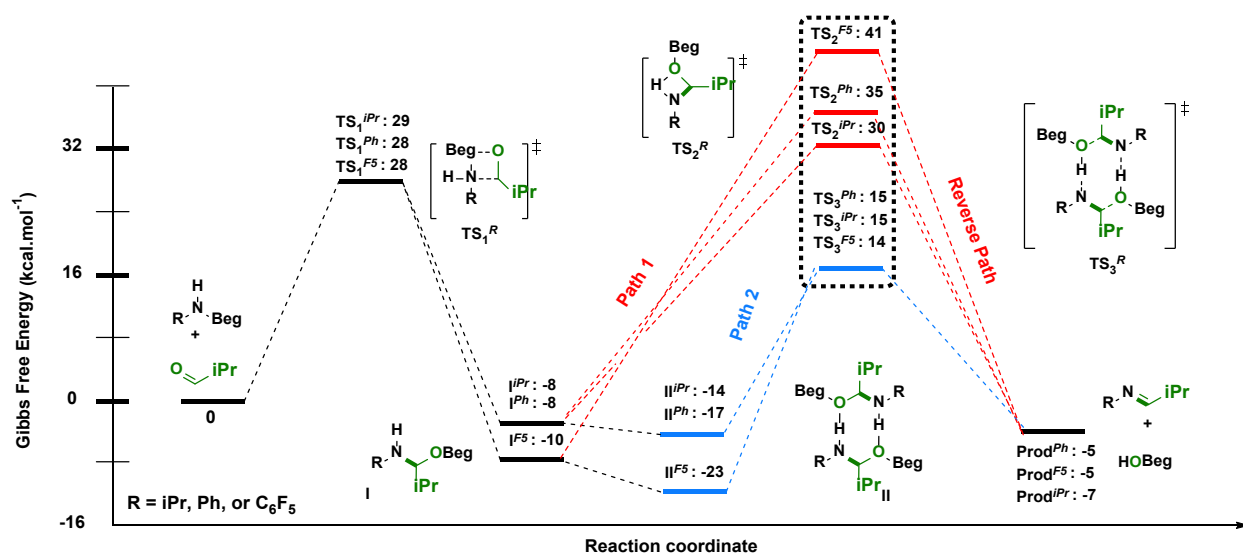 Gibbs Free Energy (kcal.mol-1)
32
16
0
-16
H
N
R
Beg
+
O
iPr
0
TS1iPr : 29
TS1Ph : 28
TS1F5 : 28
Beg
O
H
N
iPr
R
‡
TS1R
IiPr : -8
IPh : -8
IF5 : -10
H
N
R
OBeg
iPr
I
R = iPr, Ph, or C6F5
Beg
O
H
iPr
N
R
‡
TS2R
Path 1
Path 2
IIiPr : -14
IIPh : -17
IIF5 : -23
TS2F5 : 41
TS2Ph : 35
TS2iPr : 30
TS3Ph : 15
TS3iPr : 15
TS3F5 : 14
iPr
Beg
O
N
R
H
H
N
O
R
Beg
iPr
II
Reverse Path
iPr
Beg
O
N
R
H
H
N
O
R
Beg
iPr
‡
TS3R
R
N
iPr
+
HOBeg
ProdPh : -5
ProdF5 : -5
ProdiPr : -7
Reaction coordinate